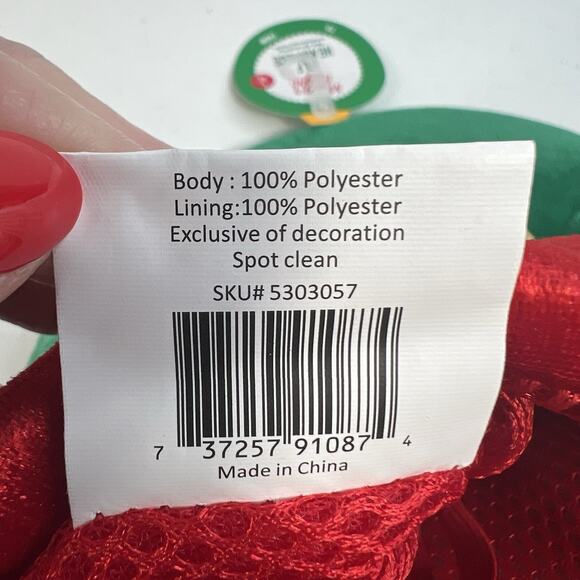 Body : 100% Polyester
Lining:100% Polyester
Exclusive of decoration
Spot clean
SKU# 5303057
7 37257 91087 4
Made in China